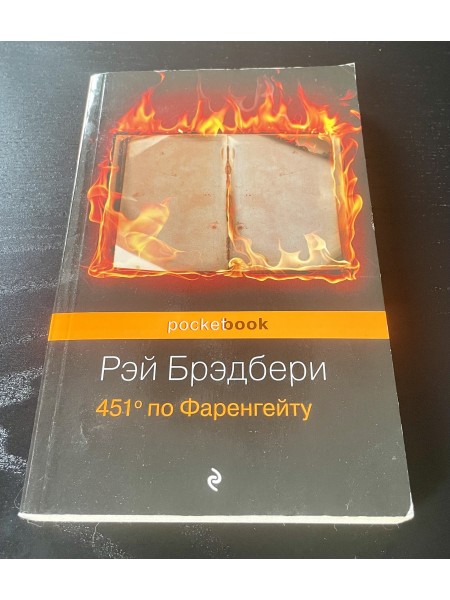 pocketbook
Рэй Брэдбери
451° по Фаренгейту